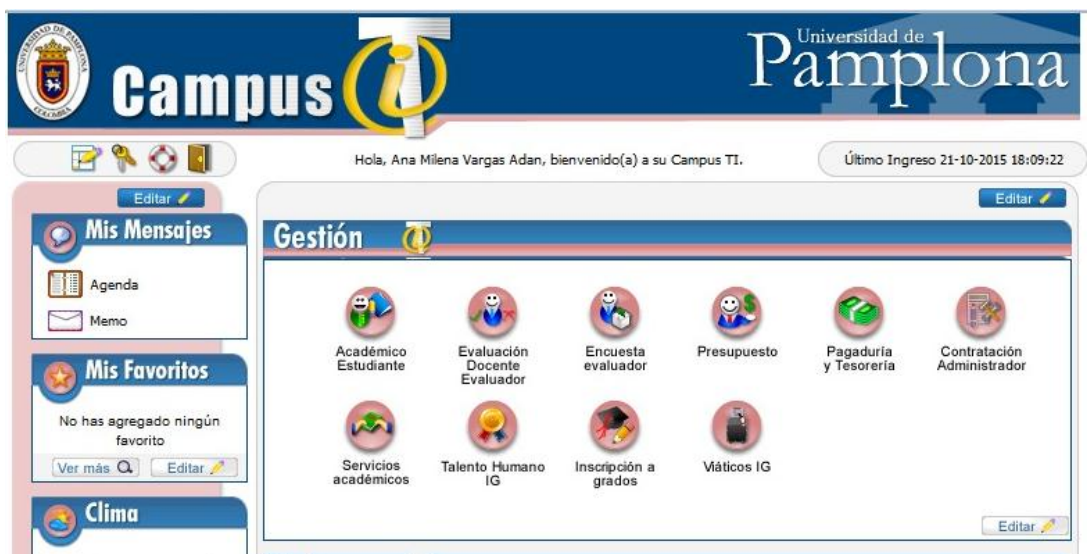 Campus iT
Universidad de
Pamplona
Hola, Ana Milena Vargas Adan, bienvenido(a) a su Campus TI.
Último Ingreso 21-10-2015 18:09:22
Editar
Mis Mensajes
Agenda
Memo
Mis Favoritos
No has agregado ningún
favorito
Ver más
Editar
Clima
Editar
Gestión
Académico
Estudiante
Evaluación
Docente
Evaluador
Encuesta
evaluador
Presupuesto
Pagaduría
y Tesorería
Contratación
Administrador
Servicios
académicos
Talento Humano
IG
Inscripción a
grados
Viáticos IG
Editar